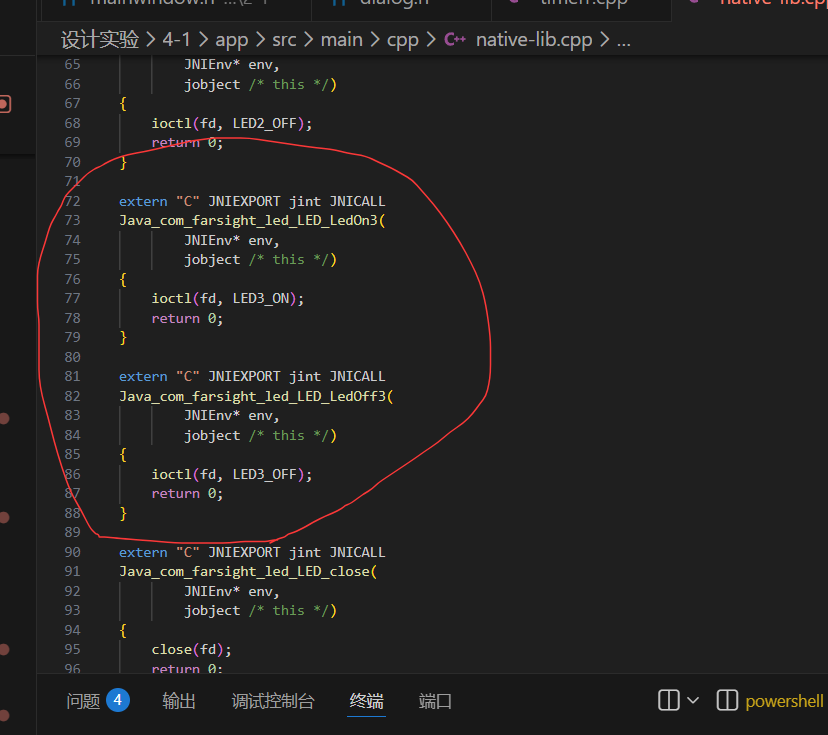 mainwindow.h ...\2-1 dialog.h timerr.cpp native-lib.cpp
设计实验 > 4-1 > app > src > main > cpp > native-lib.cpp > ...
65 JNIEnv* env,
66 jobject /* this */)
67 {
68 ioctl(fd, LED2_OFF);
69 return 0;
70 }
71
72 extern "C" JNIEXPORT jint JNICALL
73 Java_com_farsight_led_LED_LedOn3(
74 JNIEnv* env,
75 jobject /* this */)
76 {
77 ioctl(fd, LED3_ON);
78 return 0;
79 }
80
81 extern "C" JNIEXPORT jint JNICALL
82 Java_com_farsight_led_LED_LedOff3(
83 JNIEnv* env,
84 jobject /* this */)
85 {
86 ioctl(fd, LED3_OFF);
87 return 0;
88 }
89
90 extern "C" JNIEXPORT jint JNICALL
91 Java_com_farsight_led_LED_close(
92 JNIEnv* env,
93 jobject /* this */)
94 {
95 close(fd);
96 return 0;
问题 4 输出 调试控制台 终端 端口 powershell